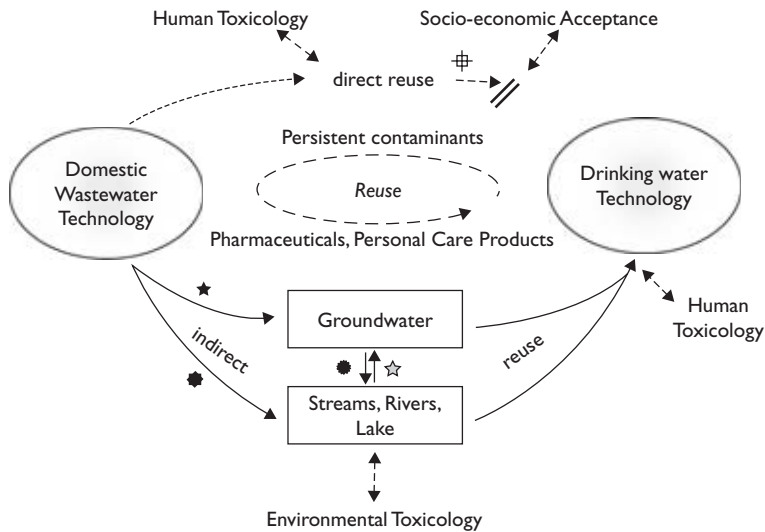 Human Toxicology
Socio-economic Acceptance
direct reuse
Persistent contaminants
Domestic
Wastewater
Technology
Reuse
Drinking water
Technology
Pharmaceuticals, Personal Care Products
Groundwater
Human
Toxicology
indirect
reuse
Streams, Rivers,
Lake
Environmental Toxicology